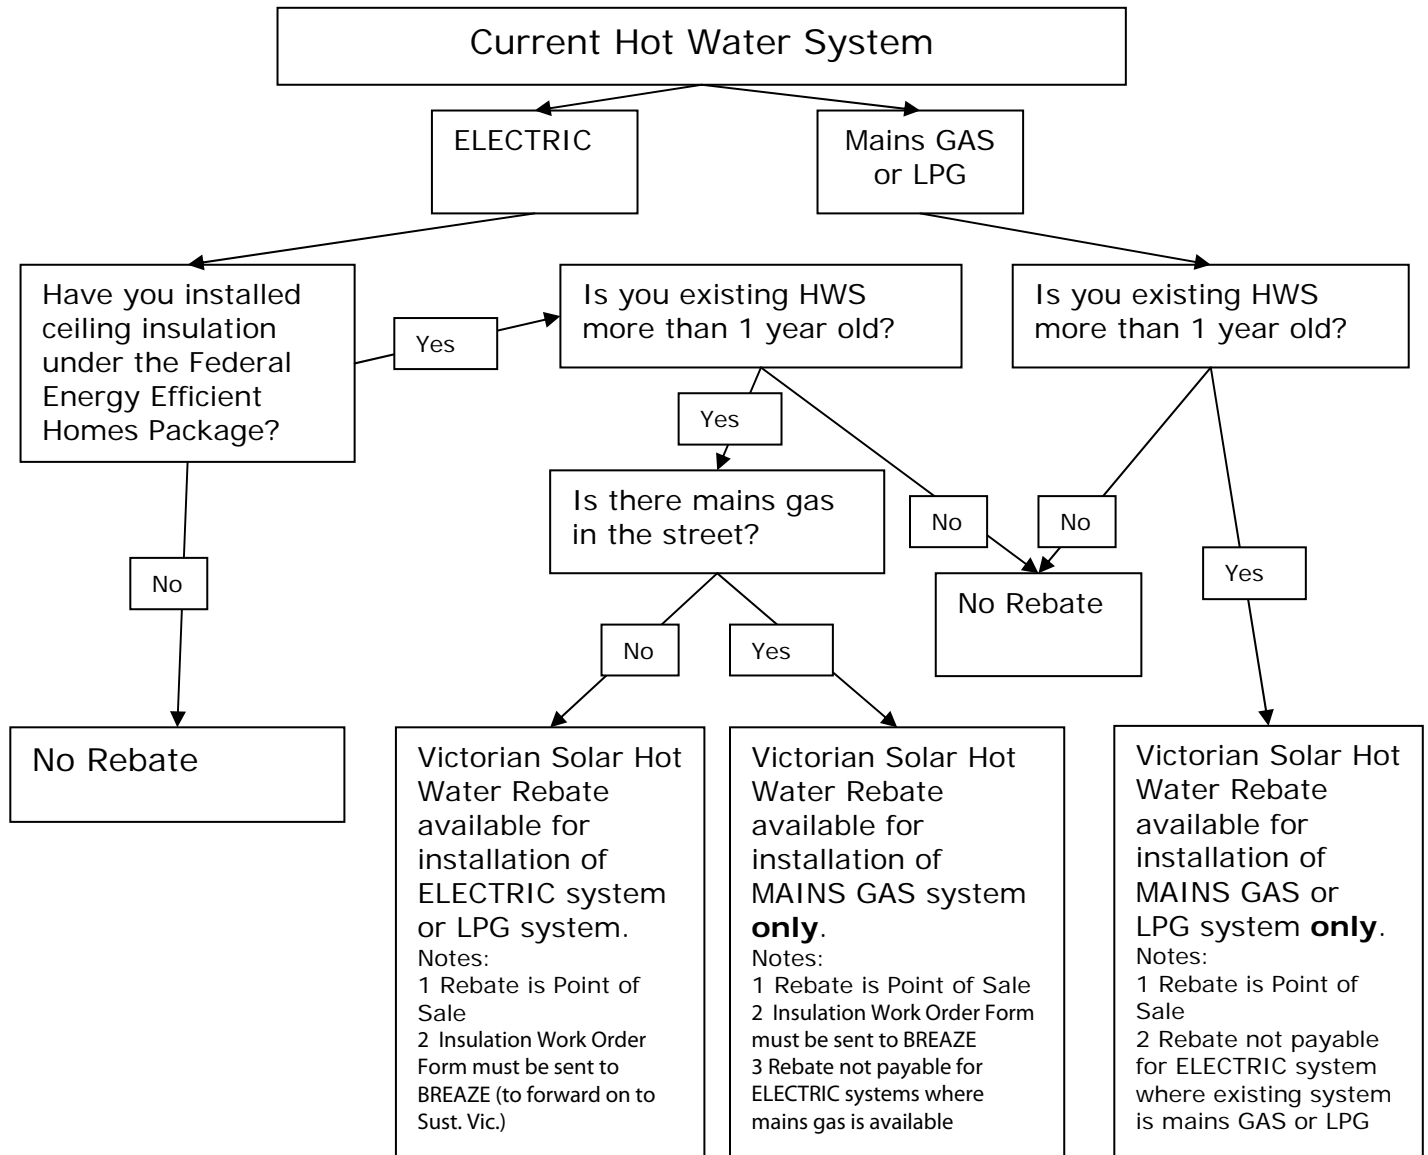 Current Hot Water System
ELECTRIC
Mains GAS
or LPG
Have you installed
ceiling insulation
under the Federal
Energy Efficient
Homes Package?
Yes
Is you existing HWS
more than 1 year old?
Is you existing HWS
more than 1 year old?
Yes
Is there mains gas
in the street?
No
No
Yes
No
No Rebate
No
Yes
No Rebate
Victorian Solar Hot
Water Rebate
available for
installation of
ELECTRIC system
or LPG system.
Notes:
1 Rebate is Point of
Sale
2 Insulation Work Order
Form must be sent to
BREAZE (to forward on to
Sust. Vic.)
Victorian Solar Hot
Water Rebate
available for
installation of
MAINS GAS system
only.
Notes:
1 Rebate is Point of Sale
2 Insulation Work Order Form
must be sent to BREAZE
3 Rebate not payable for
ELECTRIC systems where
mains gas is available
Victorian Solar Hot
Water Rebate
available for
installation of
MAINS GAS or
LPG system only.
Notes:
1 Rebate is Point of
Sale
2 Rebate not payable
for ELECTRIC system
where existing system
is mains GAS or LPG